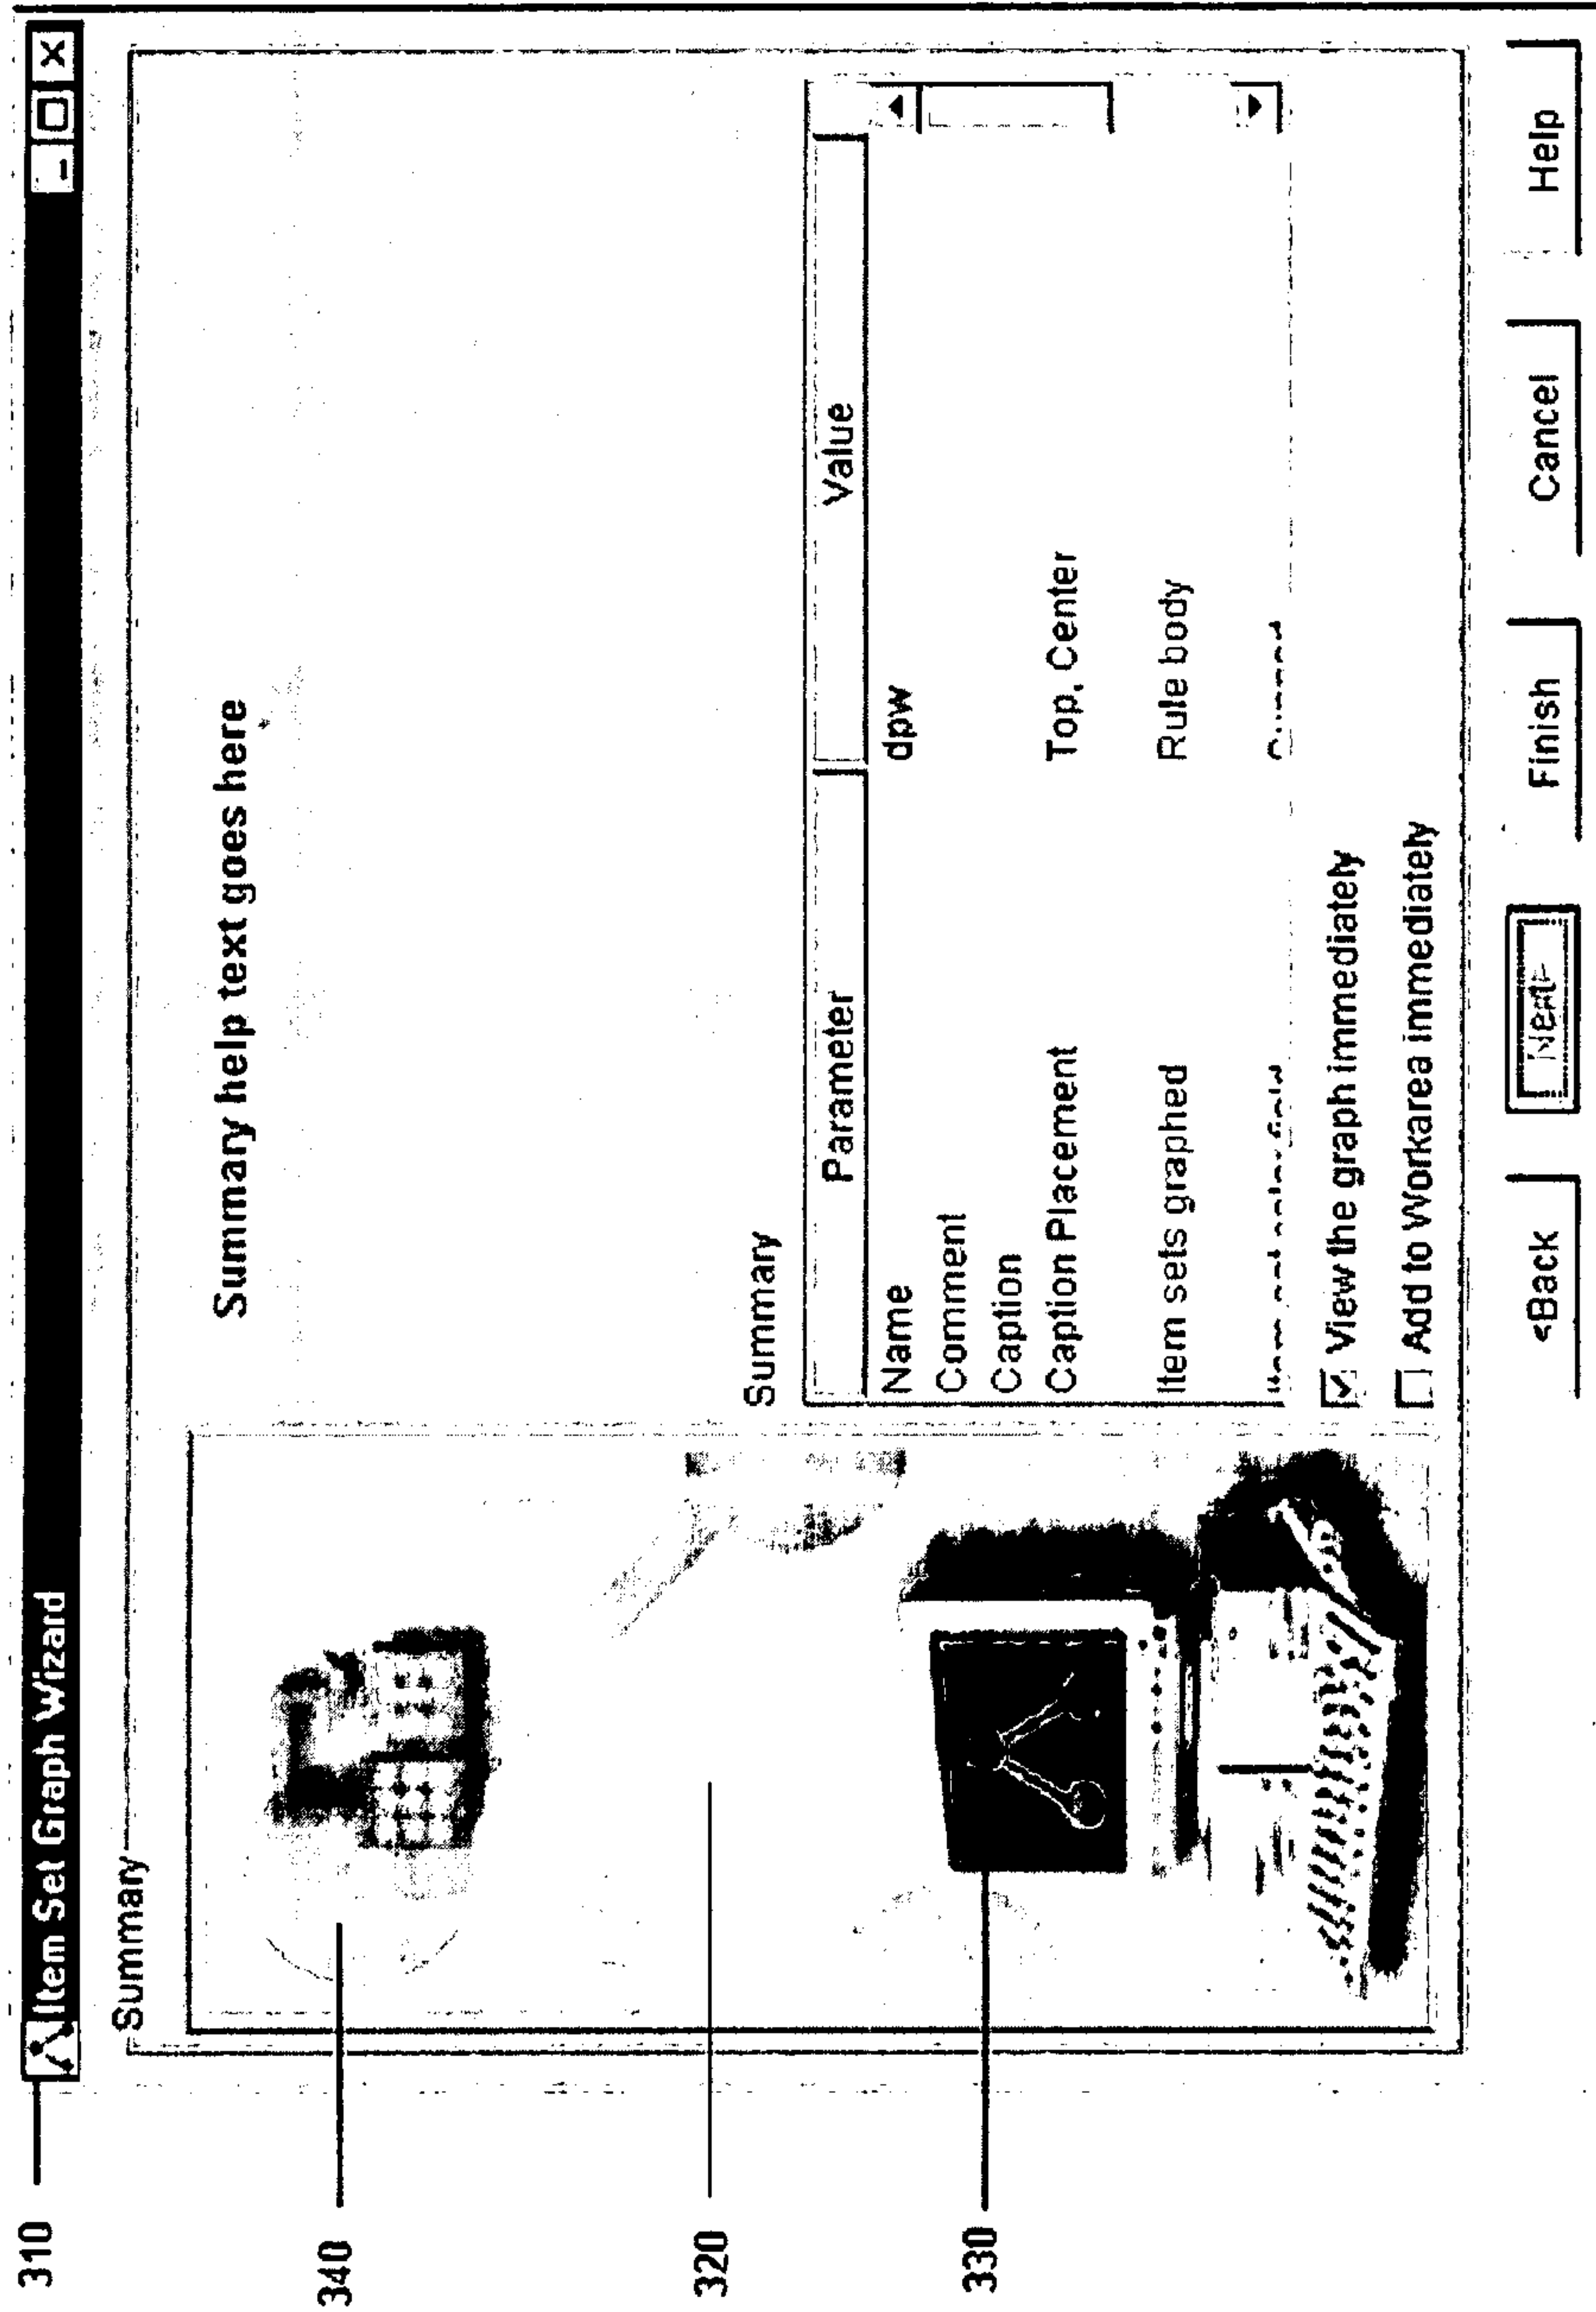 310
Item Set Graph Wizard
Summary
340
Summary help text goes here
320
Summary
Parameter Value
330
Name dpw
Comment
Caption
Caption Placement Top, Center
Item sets graphed Rule body
View the graph immediately
Add to Workarea immediately
<Back Next> Finish Cancel Help